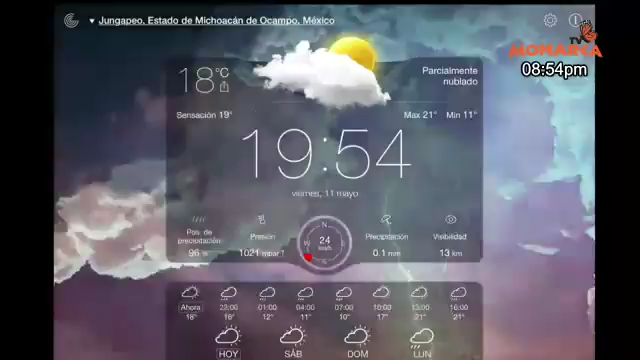 Jungapeo, Estado de Michoacán de Ocampo, México
TV
MONARCA
08:54pm
18°C
Parcialmente
nublado
Sensación 19°
Max 21° Min 11°
19:54
viernes, 11 mayo
Pos. de
precipitación
96 %
Presión
1021 mbar
N
W E
S
24
km/h
Precipitación
0.1 mm
Visibilidad
13 km
Ahora 22:00 01:00 04:00 07:00 10:00 13:00 16:00
18° 16° 12° 11° 10° 17° 21° 21°
HOY SÁB DOM LUN